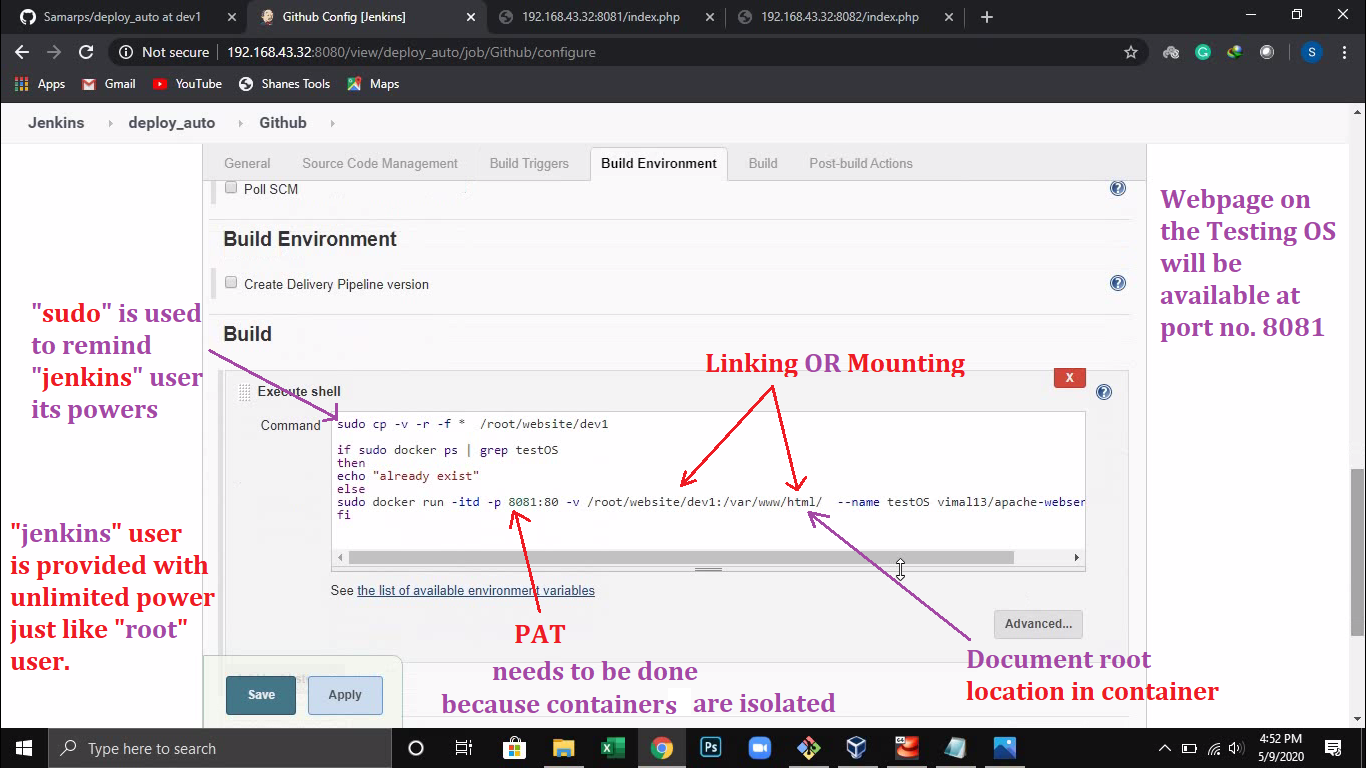 Samarps/deploy_auto at dev1
Github Config [Jenkins]
192.168.43.32:8081/index.php
192.168.43.32:8082/index.php
Not secure
192.168.43.32:8080/view/deploy_auto/job/Github/configure
S
Apps
Gmail
YouTube
Shanes Tools
Maps
Jenkins
deploy_auto
Github
General
Source Code Management
Build Triggers
Build Environment
Build
Post-build Actions
Poll SCM
Build Environment
Create Delivery Pipeline version
Build
Execute shell
X
Command
sudo cp -v -r -f *  /root/website/dev1
if sudo docker ps | grep testOS
then
echo "already exist"
else
sudo docker run -itd -p 8081:80 -v /root/website/dev1:/var/www/html/  --name testOS vimal13/apache-webser
fi
See the list of available environment variables
Advanced...
Save
Apply
"sudo" is used
to remind
"jenkins" user
its powers
"jenkins" user
is provided with
unlimited power
just like "root"
user.
Linking OR Mounting
Webpage on
the Testing OS
will be
available at
port no. 8081
PAT
needs to be done
because containers are isolated
Document root
location in container
Type here to search
64
4:52 PM
5/9/2020